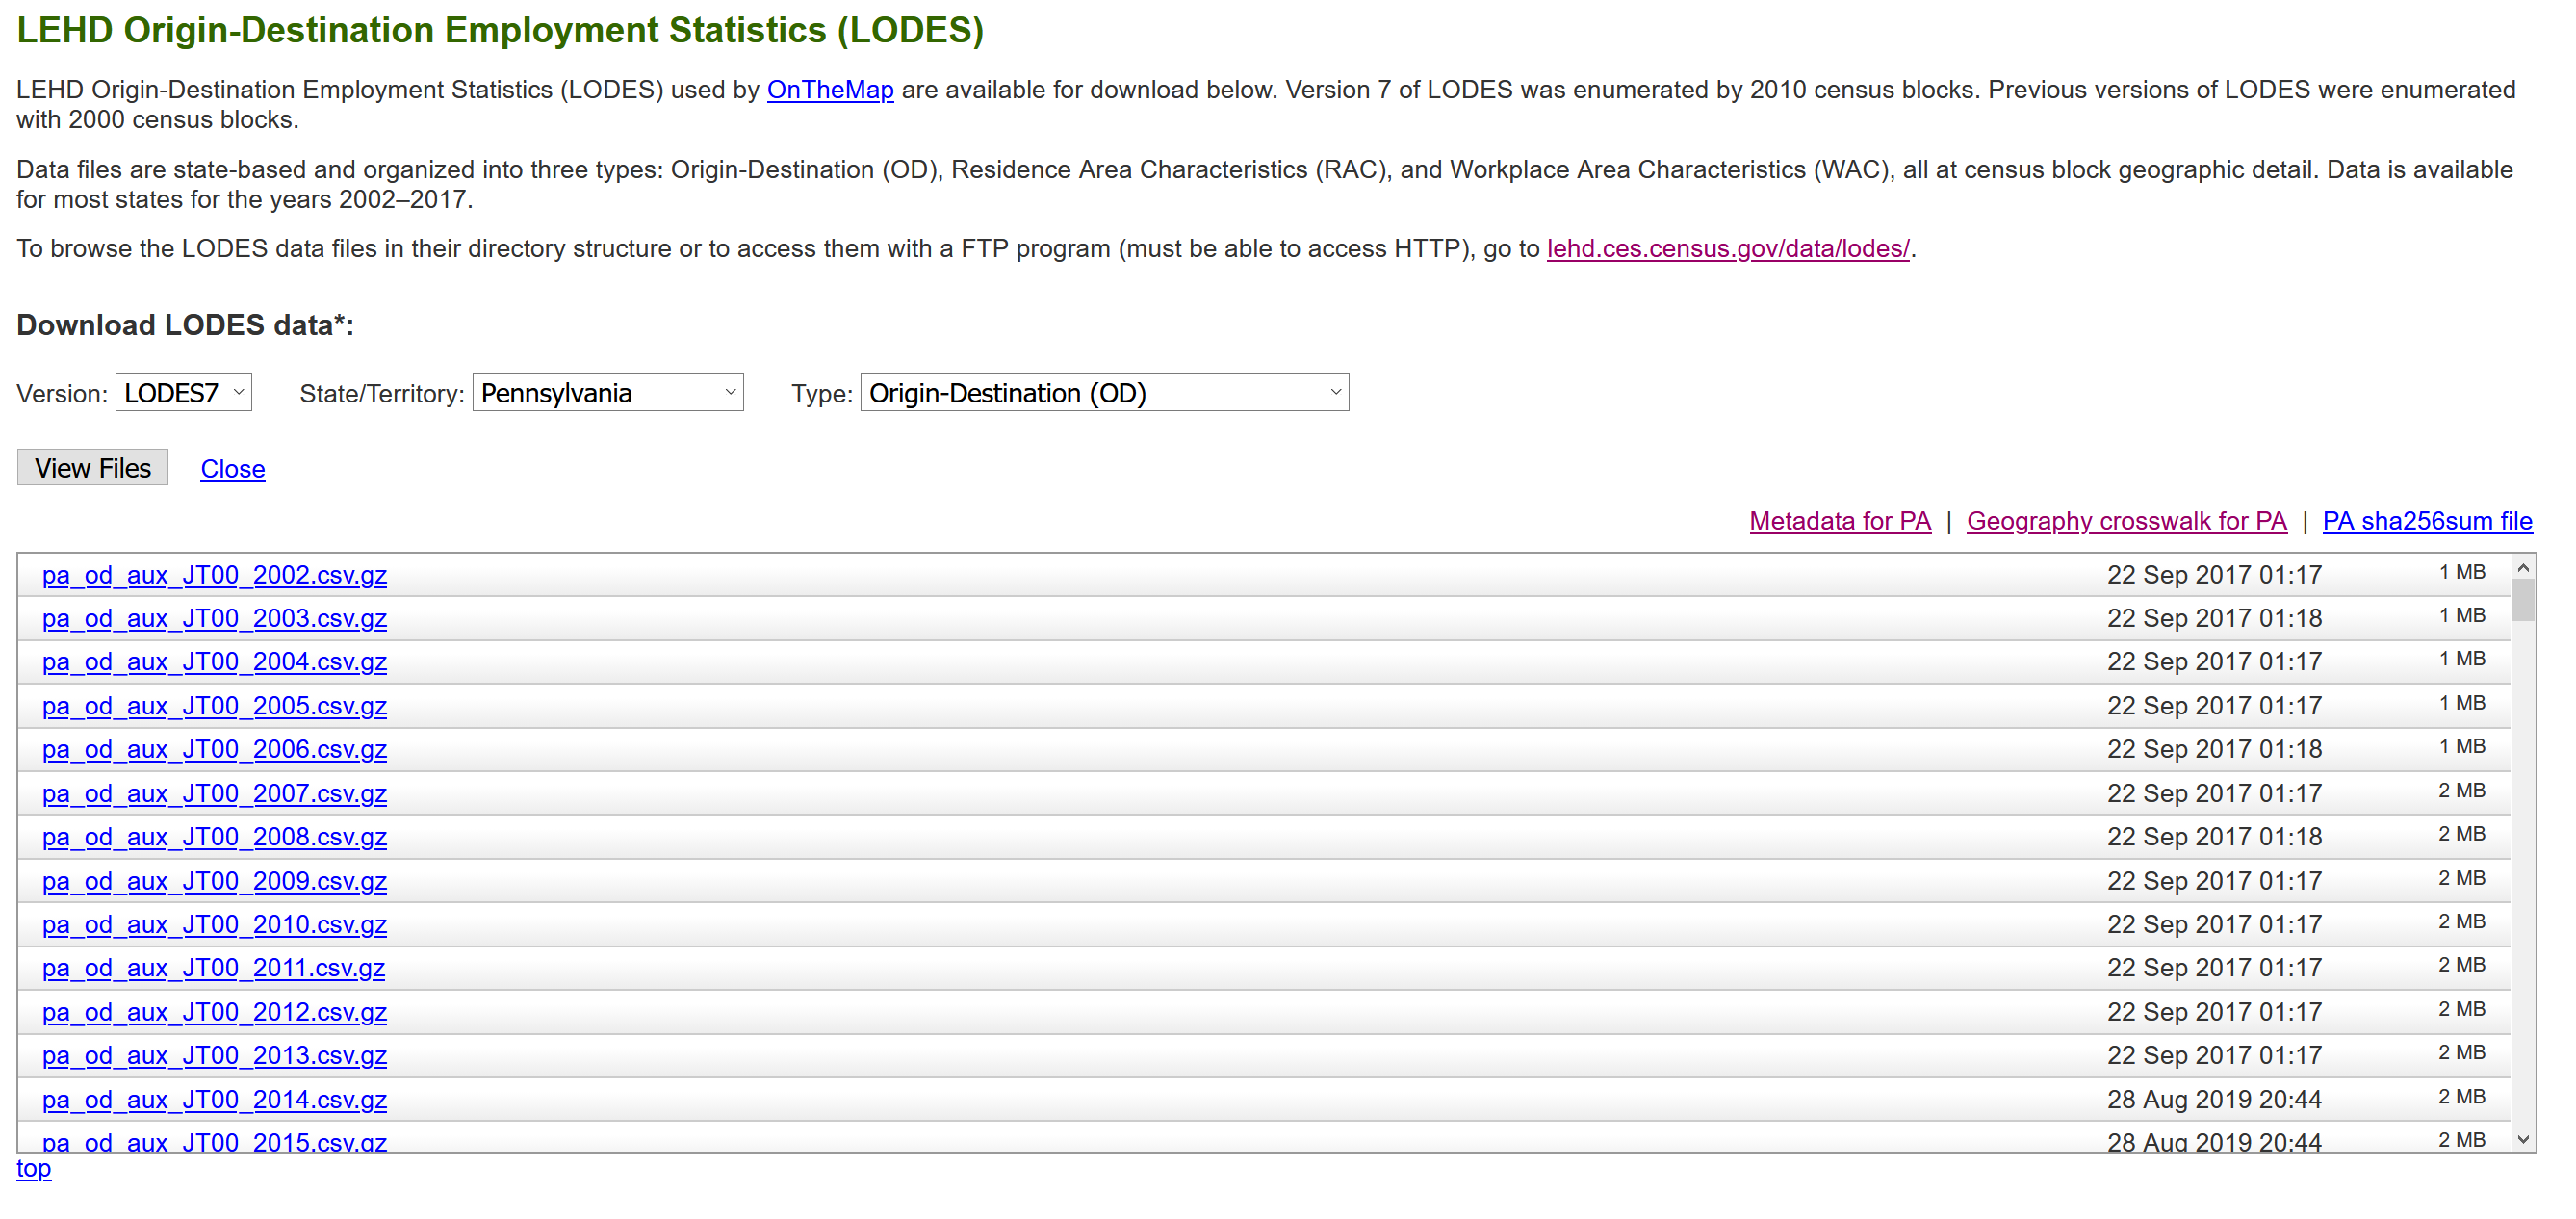 LEHD Origin-Destination Employment Statistics (LODES)
LEHD Origin-Destination Employment Statistics (LODES) used by OnTheMap are available for download below. Version 7 of LODES was enumerated by 2010 census blocks. Previous versions of LODES were enumerated
with 2000 census blocks.
Data files are state-based and organized into three types: Origin-Destination (OD), Residence Area Characteristics (RAC), and Workplace Area Characteristics (WAC), all at census block geographic detail. Data is available
for most states for the years 2002–2017.
To browse the LODES data files in their directory structure or to access them with a FTP program (must be able to access HTTP), go to lehd.ces.census.gov/data/lodes/.
Download LODES data*:
Version: LODES7 State/Territory: Pennsylvania Type: Origin-Destination (OD)
View Files Close
Metadata for PA | Geography crosswalk for PA | PA sha256sum file
pa_od_aux_JT00_2002.csv.gz 22 Sep 2017 01:17 1 MB
pa_od_aux_JT00_2003.csv.gz 22 Sep 2017 01:18 1 MB
pa_od_aux_JT00_2004.csv.gz 22 Sep 2017 01:17 1 MB
pa_od_aux_JT00_2005.csv.gz 22 Sep 2017 01:17 1 MB
pa_od_aux_JT00_2006.csv.gz 22 Sep 2017 01:18 1 MB
pa_od_aux_JT00_2007.csv.gz 22 Sep 2017 01:17 2 MB
pa_od_aux_JT00_2008.csv.gz 22 Sep 2017 01:18 2 MB
pa_od_aux_JT00_2009.csv.gz 22 Sep 2017 01:17 2 MB
pa_od_aux_JT00_2010.csv.gz 22 Sep 2017 01:17 2 MB
pa_od_aux_JT00_2011.csv.gz 22 Sep 2017 01:17 2 MB
pa_od_aux_JT00_2012.csv.gz 22 Sep 2017 01:17 2 MB
pa_od_aux_JT00_2013.csv.gz 22 Sep 2017 01:17 2 MB
pa_od_aux_JT00_2014.csv.gz 28 Aug 2019 20:44 2 MB
pa_od_aux_JT00_2015.csv.gz 28 Aug 2019 20:44 2 MB
top